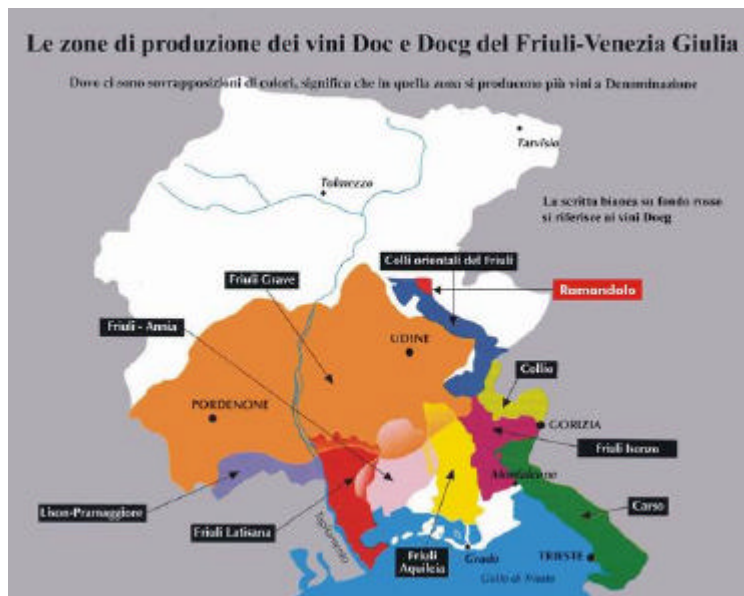 Le zone di produzione dei vini Doc e Docg del Friuli-Venezia Giulia
Dove ci sono sovrapposizioni di colori, significa che in quella zona si producono più vini a Denominazione
Tarvisio
Tolmezzo
La scritta bianca su fondo rosso
si riferisce ai vini Docg
Colli orientali del Friuli
Friuli Grave
Ramandolo
Friuli - Annia
UDINE
Collio
PORDENONE
GORIZIA
Friuli Isonzo
Monfalcone
Lison-Pramaggiore
Carso
Friuli Latisana
Tagliamento
Friuli
Aquileia
Grado
TRIESTE
Golfo di Trieste